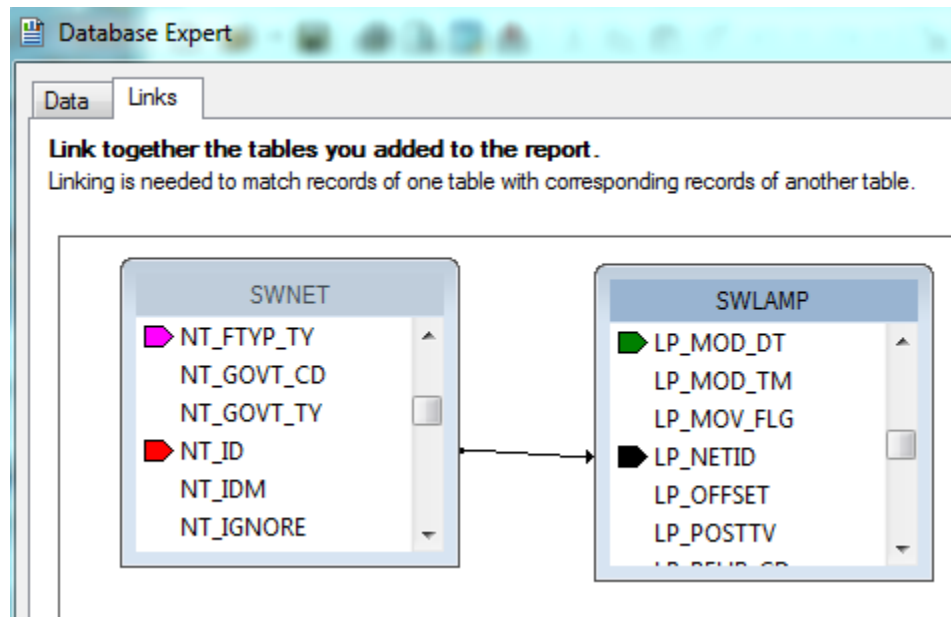 Database Expert
Data
Links
Link together the tables you added to the report.
Linking is needed to match records of one table with corresponding records of another table.
SWNET
NT_FTYP_TY
NT_GOVT_CD
NT_GOVT_TY
NT_ID
NT_IDM
NT_IGNORE
SWLAMP
LP_MOD_DT
LP_MOD_TM
LP_MOV_FLG
LP_NETID
LP_OFFSET
LP_POSTTV